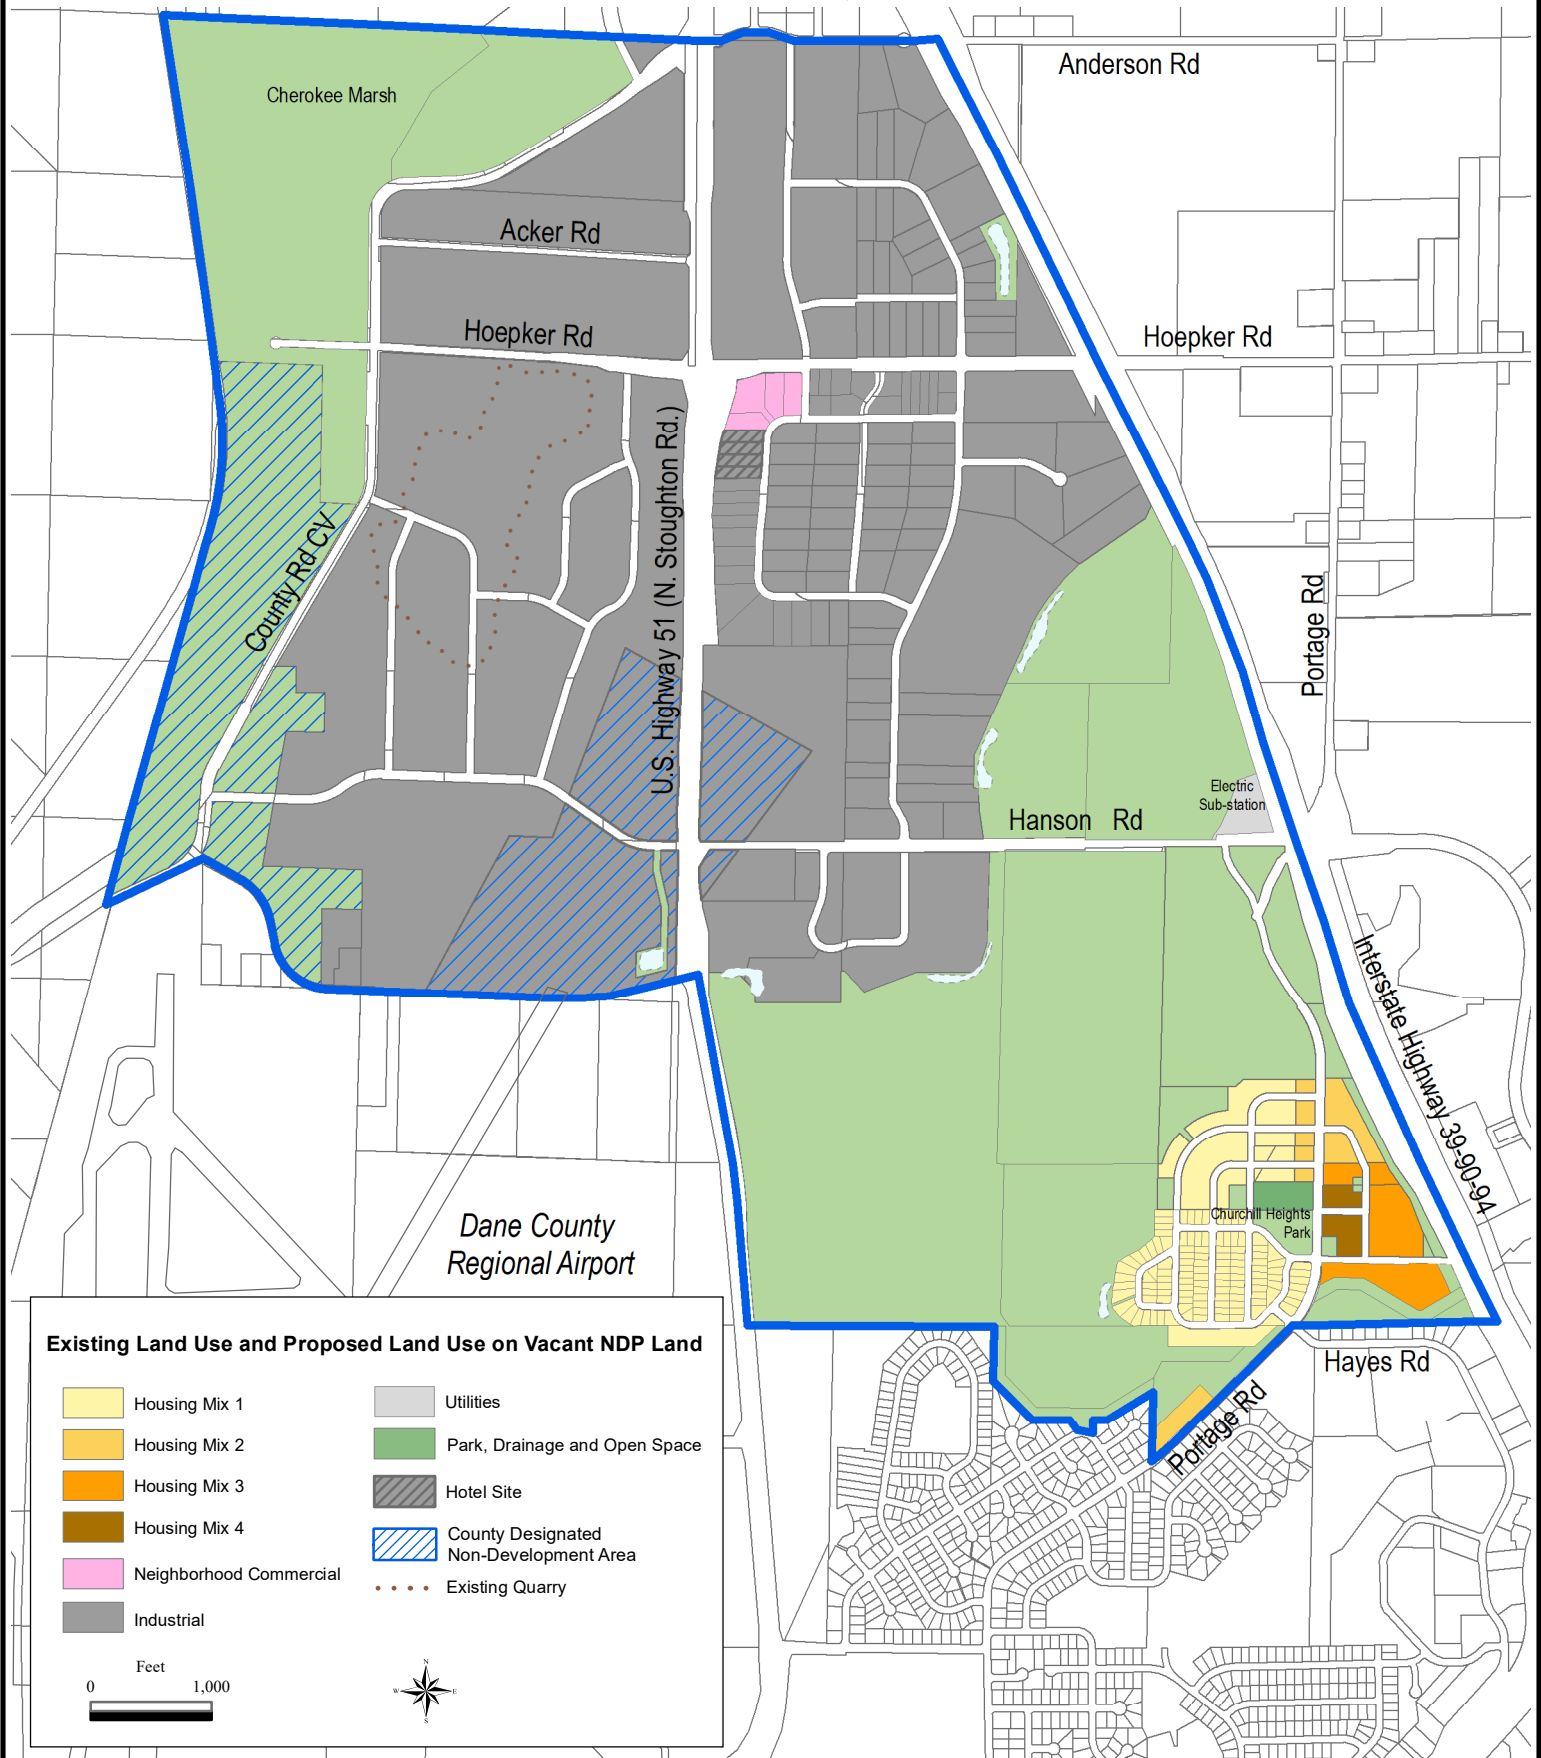 Anderson Rd
Cherokee Marsh
Acker Rd
Hoepker Rd
Hoepker Rd
U.S. Highway 51 (N. Stoughton Rd.)
County Rd CV
Portage Rd
Electric
Sub-station
Hanson Rd
Interstate Highway 39-90-94
Churchill Heights
Park
Dane County
Regional Airport
Hayes Rd
Portage Rd
Existing Land Use and Proposed Land Use on Vacant NDP Land
Housing Mix 1
Housing Mix 2
Housing Mix 3
Housing Mix 4
Neighborhood Commercial
Industrial
Utilities
Park, Drainage and Open Space
Hotel Site
County Designated
Non-Development Area
Existing Quarry
Feet
0 1,000
N
W E
S